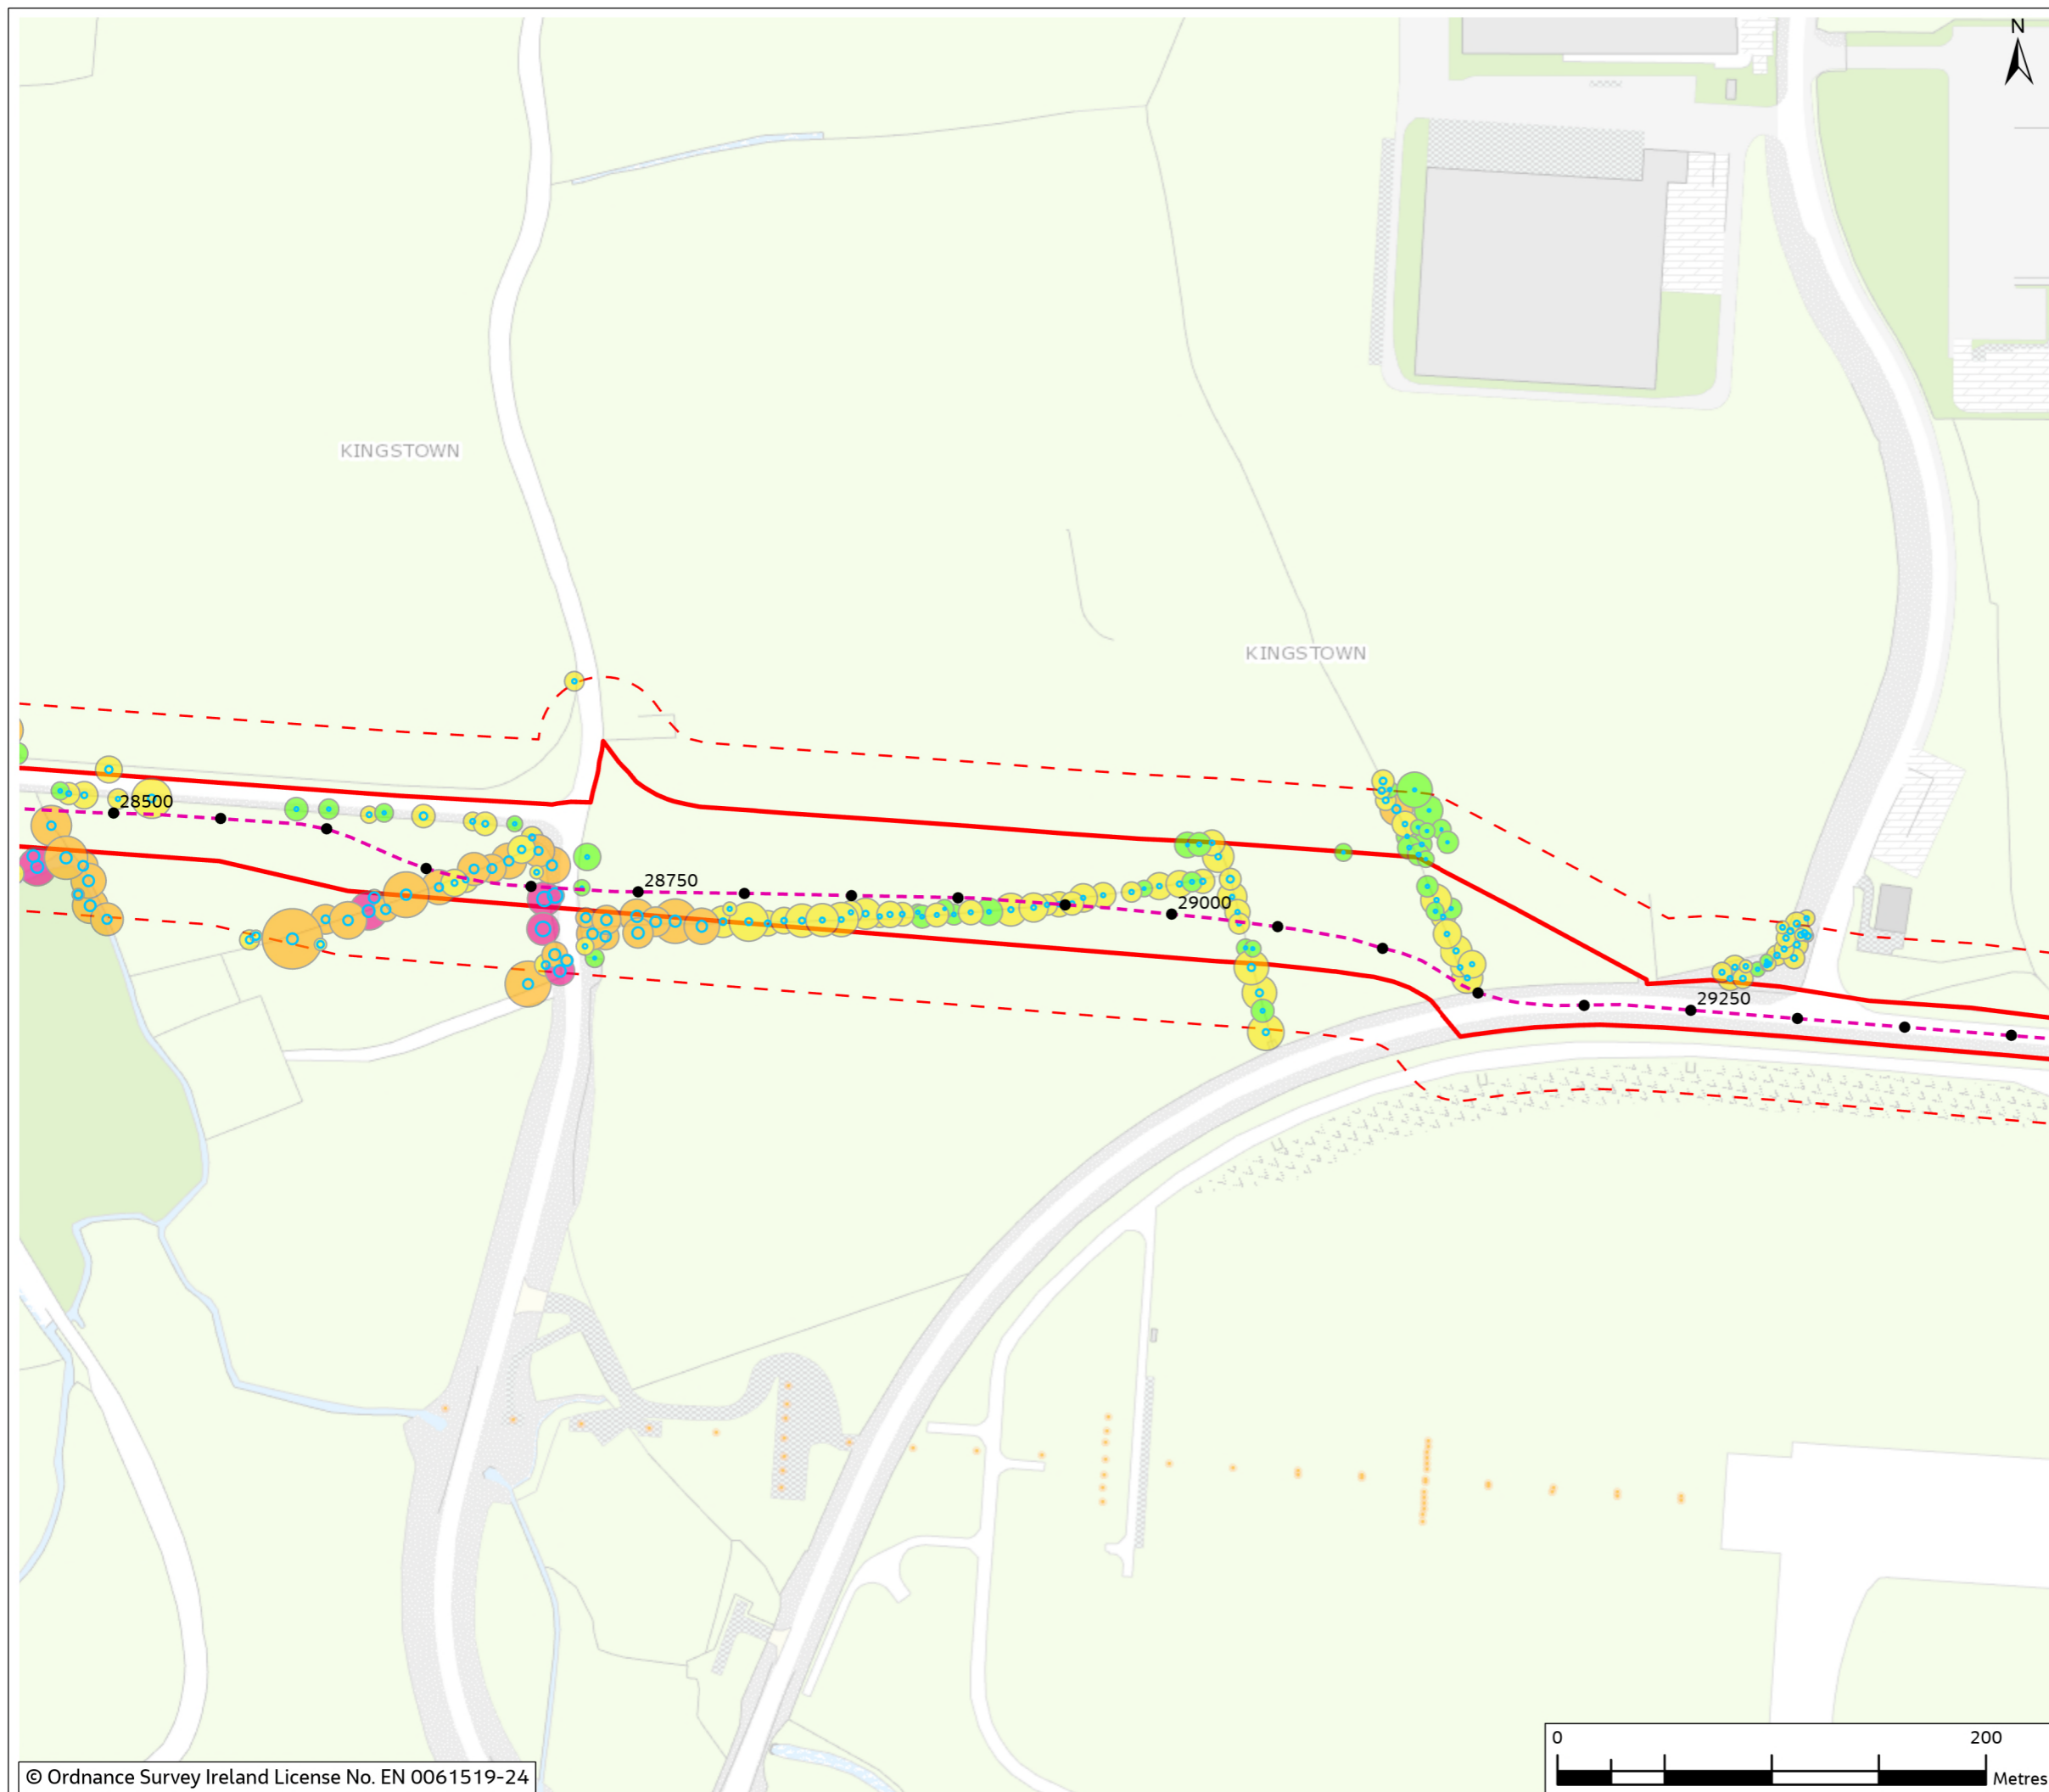 N
KINGSTOWN
KINGSTOWN
28500
28750
29000
29250
0 200
Metres
© Ordnance Survey Ireland License No. EN 0061519-24